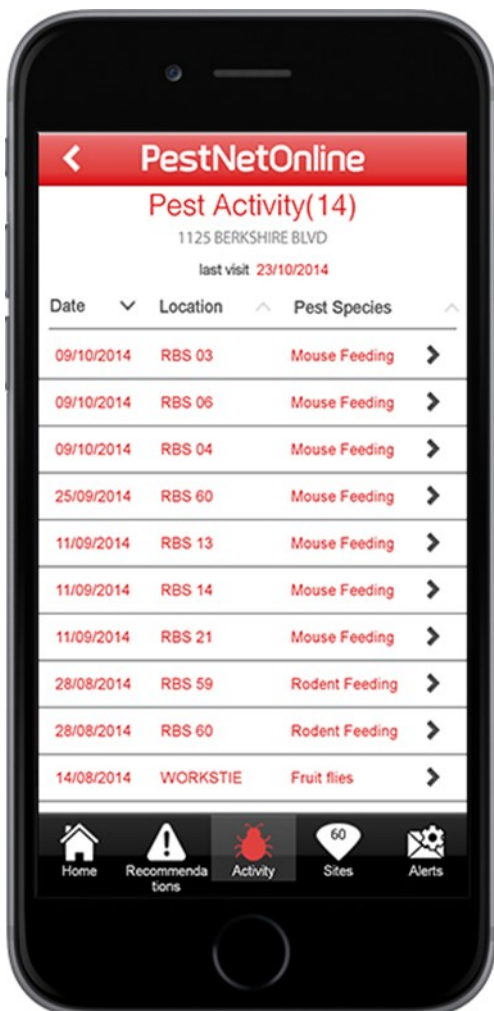 PestNetOnline
Pest Activity(14)
1125 BERKSHIRE BLVD
last visit 23/10/2014
Date Location Pest Species
09/10/2014 RBS 03 Mouse Feeding
09/10/2014 RBS 06 Mouse Feeding
09/10/2014 RBS 04 Mouse Feeding
25/09/2014 RBS 60 Mouse Feeding
11/09/2014 RBS 13 Mouse Feeding
11/09/2014 RBS 14 Mouse Feeding
11/09/2014 RBS 21 Mouse Feeding
28/08/2014 RBS 59 Rodent Feeding
28/08/2014 RBS 60 Rodent Feeding
14/08/2014 WORKSTIE Fruit flies
60
Home Recommenda Activity Sites Alerts
tions